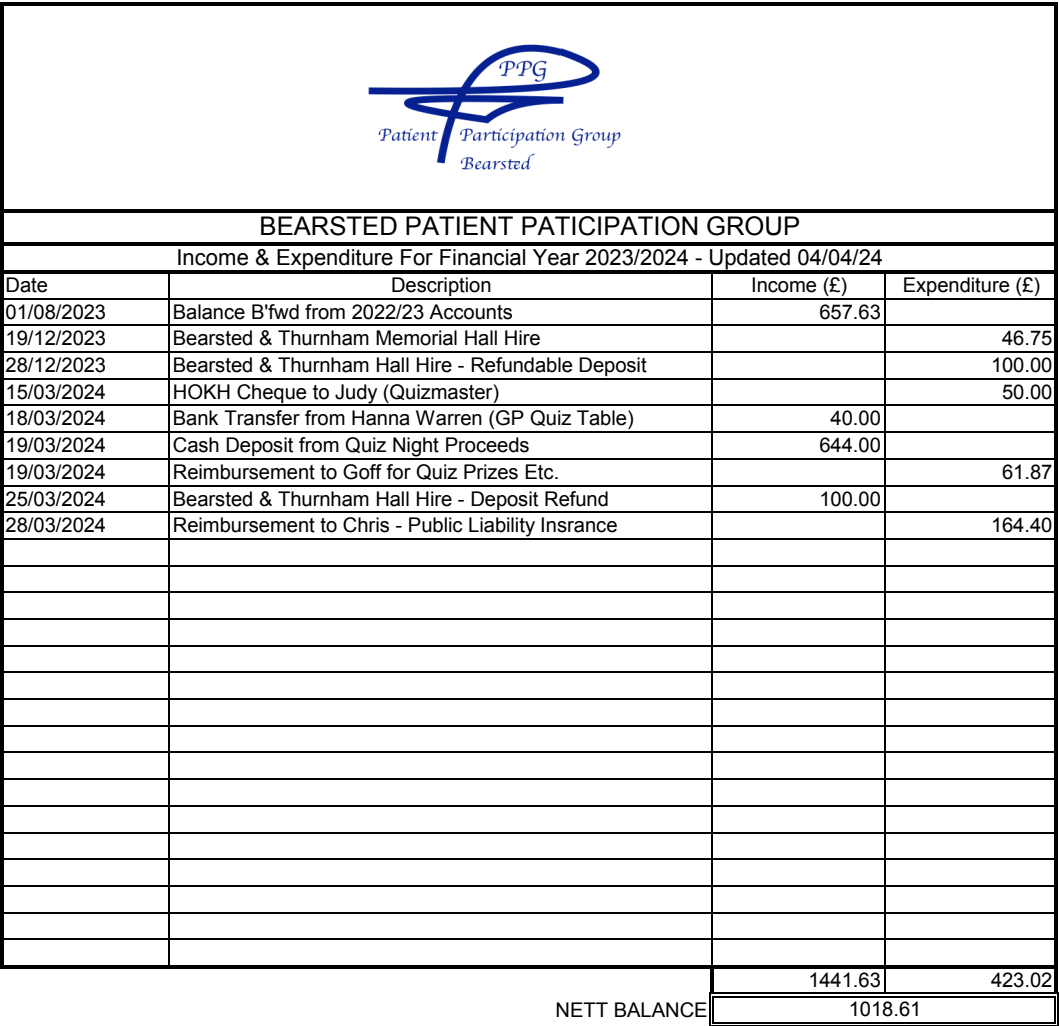 PPG
Patient Participation Group
Bearsted
BEARSTED PATIENT PATICIPATION GROUP
Income & Expenditure For Financial Year 2023/2024 - Updated 04/04/24
Date Description Income (£) Expenditure (£)
01/08/2023 Balance B'fwd from 2022/23 Accounts 657.63
19/12/2023 Bearsted & Thurnham Memorial Hall Hire 46.75
28/12/2023 Bearsted & Thurnham Hall Hire - Refundable Deposit 100.00
15/03/2024 HOKH Cheque to Judy (Quizmaster) 50.00
18/03/2024 Bank Transfer from Hanna Warren (GP Quiz Table) 40.00
19/03/2024 Cash Deposit from Quiz Night Proceeds 644.00
19/03/2024 Reimbursement to Goff for Quiz Prizes Etc. 61.87
25/03/2024 Bearsted & Thurnham Hall Hire - Deposit Refund 100.00
28/03/2024 Reimbursement to Chris - Public Liability Insrance 164.40
1441.63 423.02
NETT BALANCE 1018.61